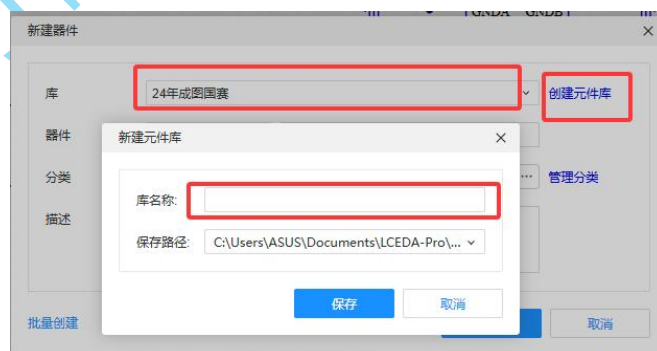 GNDA GNDB
新建器件
库 24年成图国赛 创建元件库
器件 新建元件库
分类 管理分类
库名称:
描述
保存路径: C:\Users\ASUS\Documents\LCEDA-Pro\...
保存 取消
批量创建 取消